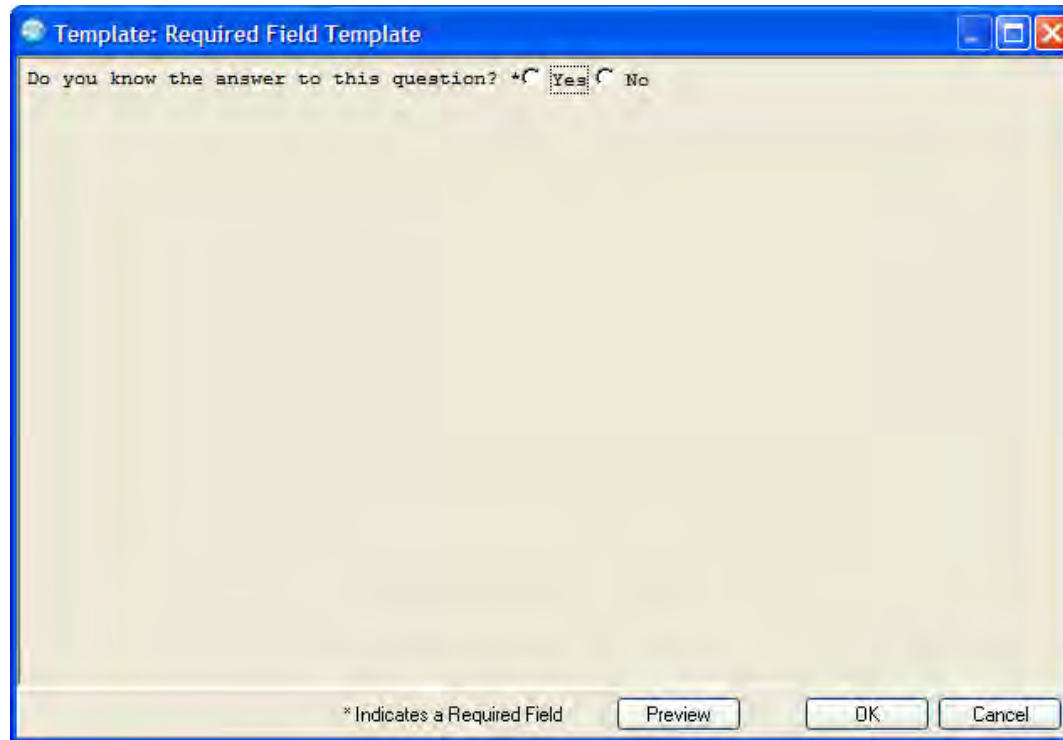 Template: Required Field Template
Do you know the answer to this question? * Yes No
* Indicates a Required Field Preview OK Cancel